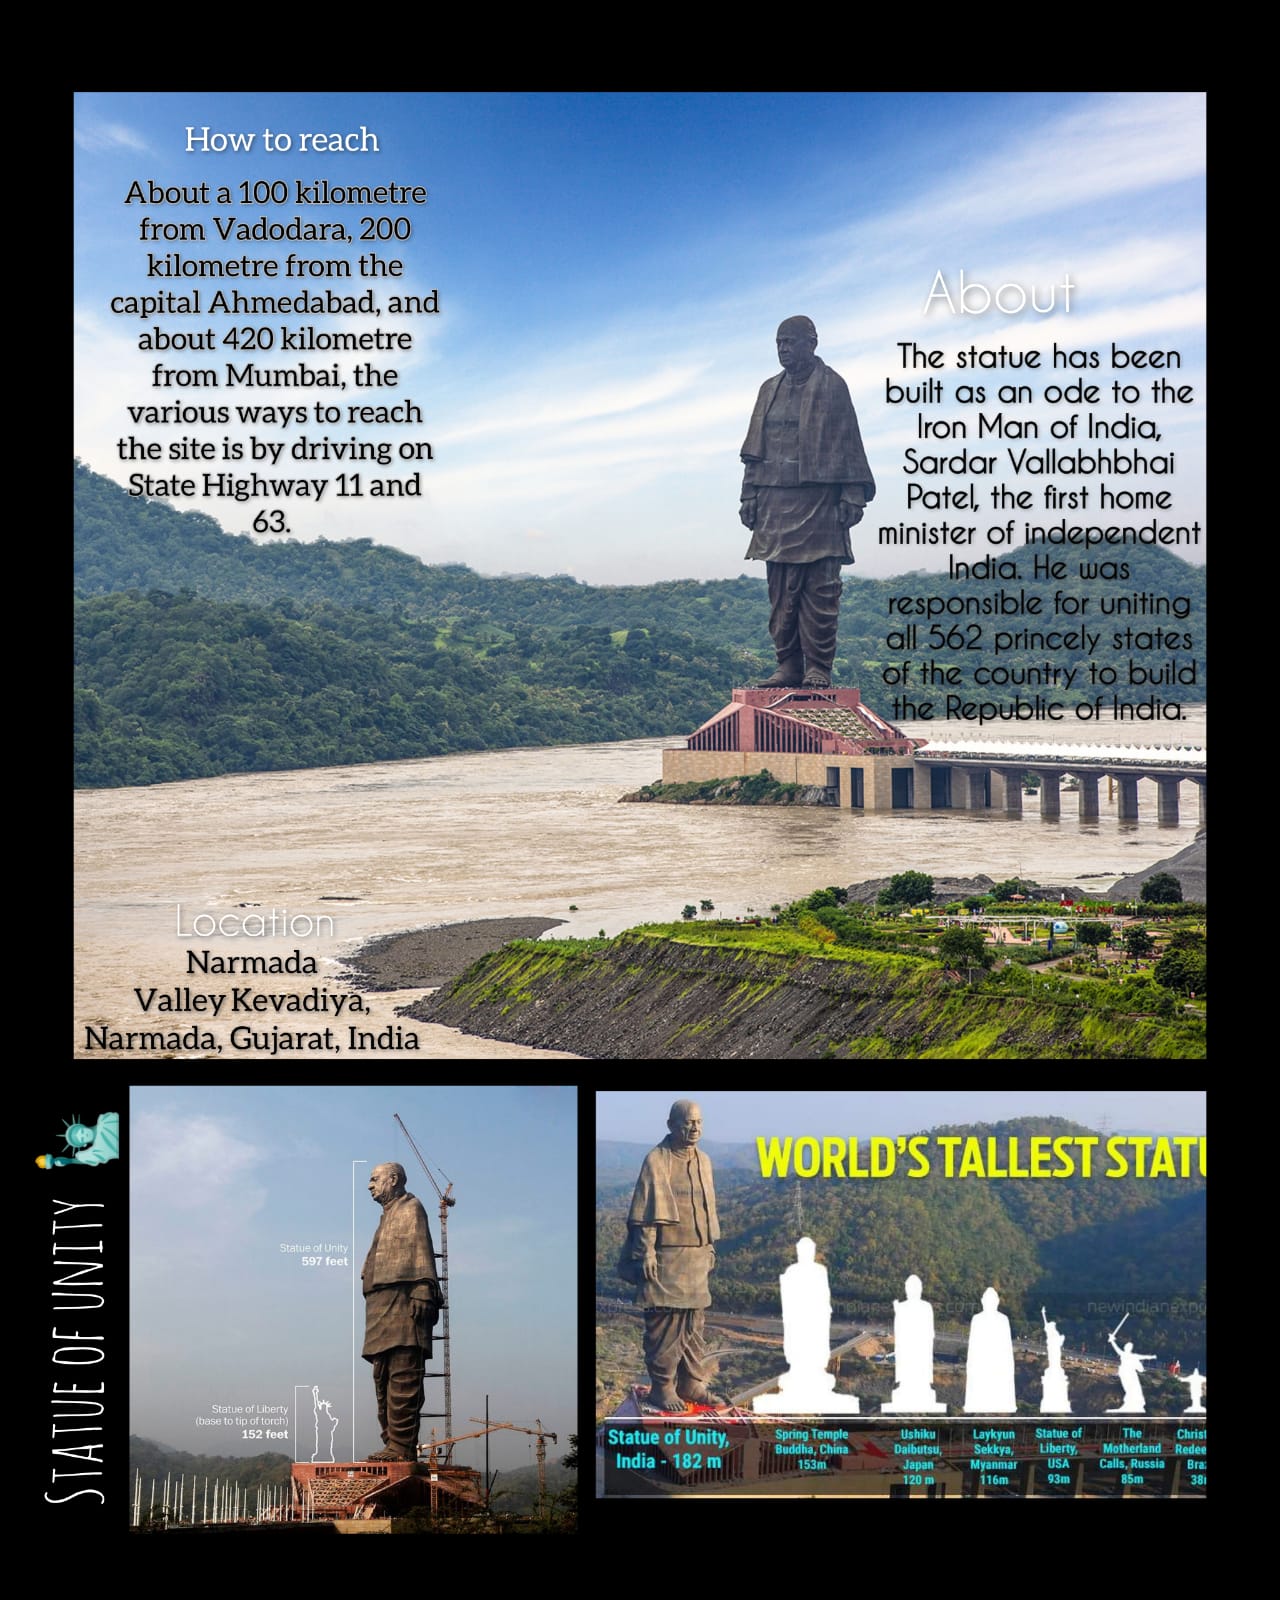 How to reach
About a 100 kilometre
from Vadodara, 200
kilometre from the
capital Ahmedabad, and
about 420 kilometre
from Mumbai, the
various ways to reach
the site is by driving on
State Highway 11 and
63.
About
The statue has been
built as an ode to the
Iron Man of India,
Sardar Vallabhbhai
Patel, the first home
minister of independent
India. He was
responsible for uniting
all 562 princely states
of the country to build
the Republic of India.
Location
Narmada
Valley Kevadiya,
Narmada, Gujarat, India
STATUE OF UNITY
Statue of Unity
597 feet
Statue of Liberty
(base to tip of torch)
152 feet
WORLD'S TALLEST STATU
newindianexp
Statue of Unity,
India - 182 m
Spring Temple
Buddha, China
153m
Ushiku
Daibutsu,
Japan
120 m
Laykyun
Sekkya,
Myanmar
116m
Statue of
Liberty,
USA
93m
The
Motherland
Calls, Russia
85m
Christ
Redee
Bra
38